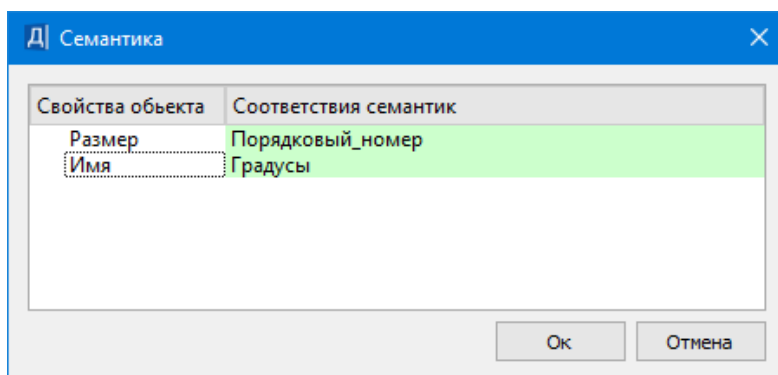 Д| Семантика
Свойства обьекта Соответствия семантик
Размер Порядковый_номер
Имя Градусы
Ок Отмена